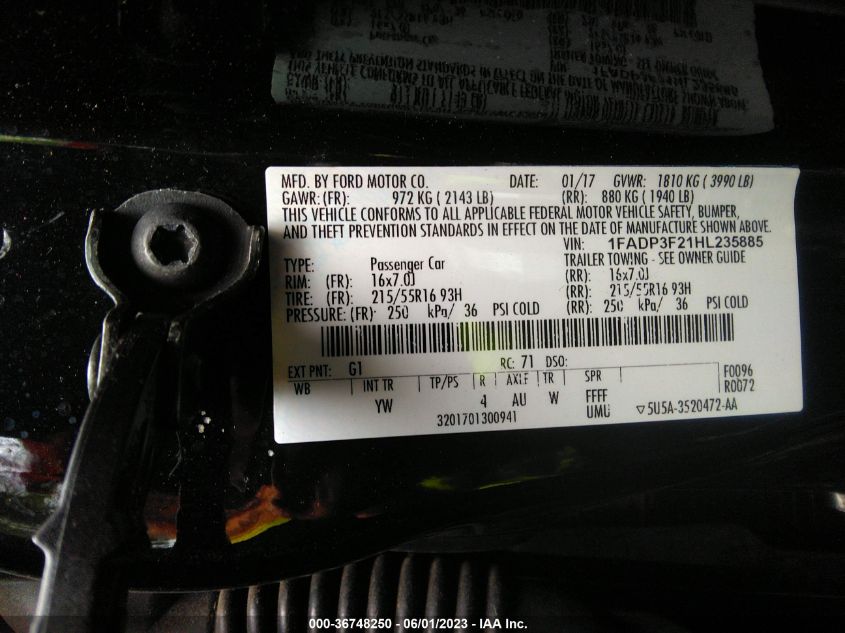 MFD. BY FORD MOTOR CO. DATE: 01/17 GVWR: 1810 KG ( 3990 LB)
GAWR: (FR): 972 KG ( 2143 LB) (RR): 880 KG ( 1940 LB)
THIS VEHICLE CONFORMS TO ALL APPLICABLE FEDERAL MOTOR VEHICLE SAFETY, BUMPER,
AND THEFT PREVENTION STANDARDS IN EFFECT ON THE DATE OF MANUFACTURE SHOWN ABOVE.
VIN: 1FADP3F21HL235885
TYPE: Passenger Car TRAILER TOWING - SEE OWNER GUIDE
RIM: (FR): 16x7.0J (RR): 16x7.0J
TIRE: (FR): 215/55R16 93H (RR): 215/55R16 93H
PRESSURE: (FR): 250 kPa/ 36 PSI COLD (RR): 250 kPa/ 36 PSI COLD
EXT PNT: G1 RC: 71 DSO: F0096
WB INT TR TP/PS R AXLE TR SPR R0072
YW 4 AU W FFFF
UMU ▽5U5A-3520472-AA
3201701300941
000-36748250 - 06/01/2023 - IAA Inc.